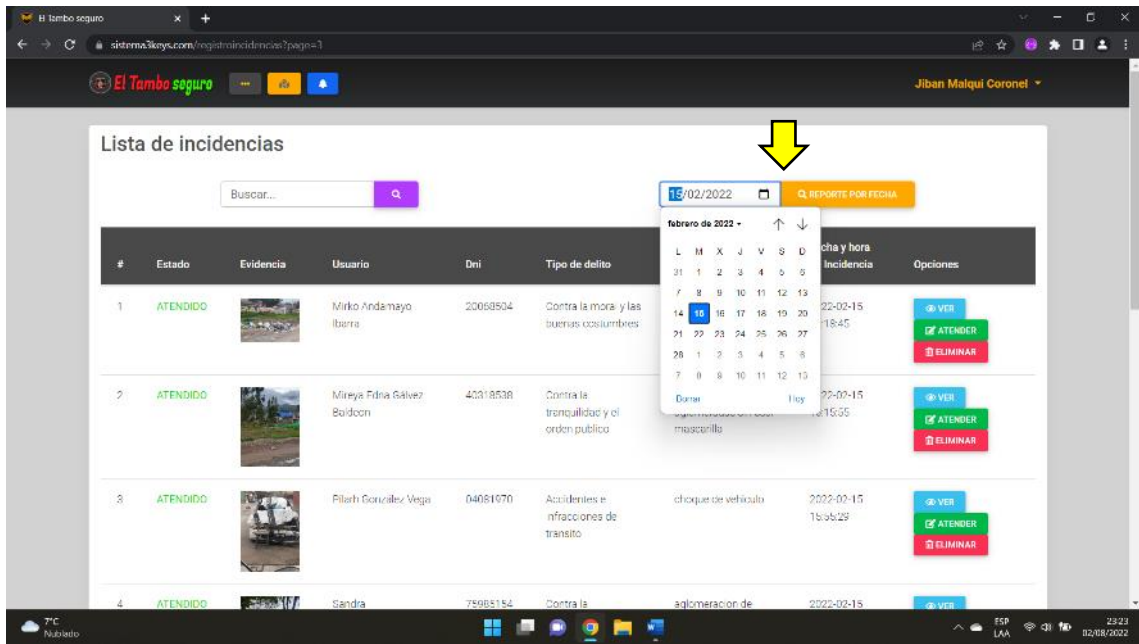 El Tambo seguro
sistema.3keys.com/registroincidencias?page=1
El Tambo seguro
Jiban Malqui Coronel
Lista de incidencias
Buscar...
15/02/2022
REPORTE POR FECHA
febrero de 2022
L M X J V S D
31 1 2 3 4 5 6
7 8 9 10 11 12 13
14 15 16 17 18 19 20
21 22 23 24 25 26 27
28 1 2 3 4 5 6
7 8 9 10 11 12 13
Borrar Hoy
# Estado Evidencia Usuario Dni Tipo de delito cha y hora
Incidencia Opciones
1 ATENDIDO Mirko Andamayo
Ibarra 20068504 Contra la moral y las
buenas costumbres 22-02-15
:18:45 VER
ATENDER
ELIMINAR
2 ATENDIDO Mireya Edna Gálvez
Baldeon 40318538 Contra la
tranquilidad y el
orden publico
mascarilla 22-02-15
VER
ATENDER
ELIMINAR
3 ATENDIDO Gonzalez Vega 04081970 Accidentes e
infracciones de
transito choque de vehiculo 2022-02-15
VER
ATENDER
ELIMINAR
4 ATENDIDO Sandra 75985154 Contra la aglomeracion de 2022-02-15 VER
7°C
Nublado
ESP
LAA
23:23
02/08/2022